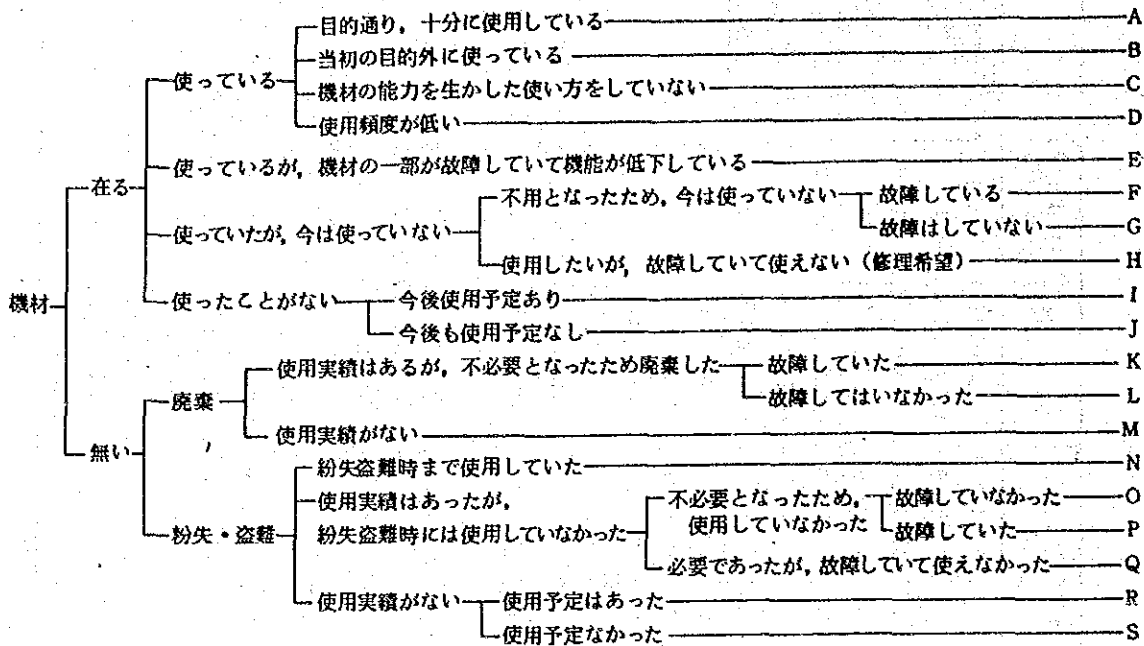 目的通り，十分に使用している A
当初の目的外に使っている B
使っている
機材の能力を生かした使い方をしていない C
使用頻度が低い D
使っているが，機材の一部が故障していて機能が低下している E
在る
不用となったため，今は使っていない 故障している F
使っていたが，今は使っていない 故障はしていない G
使用したいが，故障していて使えない（修理希望） H
機材 使ったことがない 今後使用予定あり I
今後も使用予定なし J
使用実績はあるが，不必要となったため廃棄した 故障していた K
廃棄 故障してはいなかった L
使用実績がない M
無い
紛失盗難時まで使用していた N
使用実績はあったが， 不必要となったため， 故障していなかった O
紛失・盗難 紛失盗難時には使用していなかった 使用していなかった 故障していた P
必要であったが，故障していて使えなかった Q
使用実績がない 使用予定はあった R
使用予定なかった S